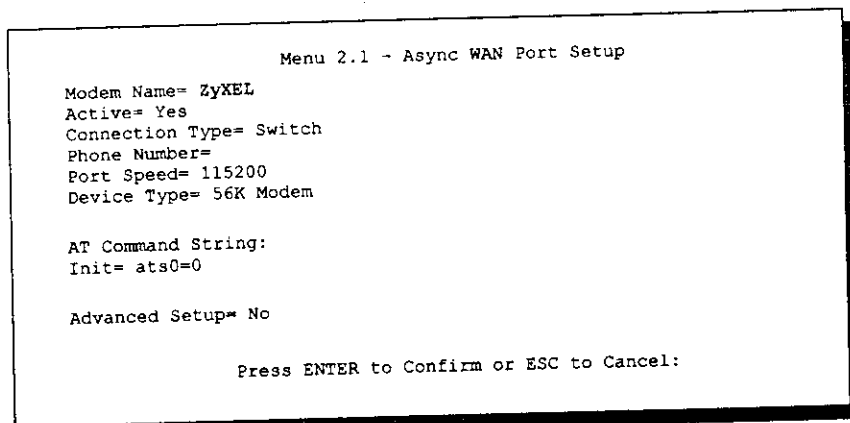 Menu 2.1 - Async WAN Port Setup
Modem Name= ZyXEL
Active= Yes
Connection Type= Switch
Phone Number=
Port Speed= 115200
Device Type= 56K Modem
AT Command String:
Init= ats0=0
Advanced Setup= No
Press ENTER to Confirm or ESC to Cancel: